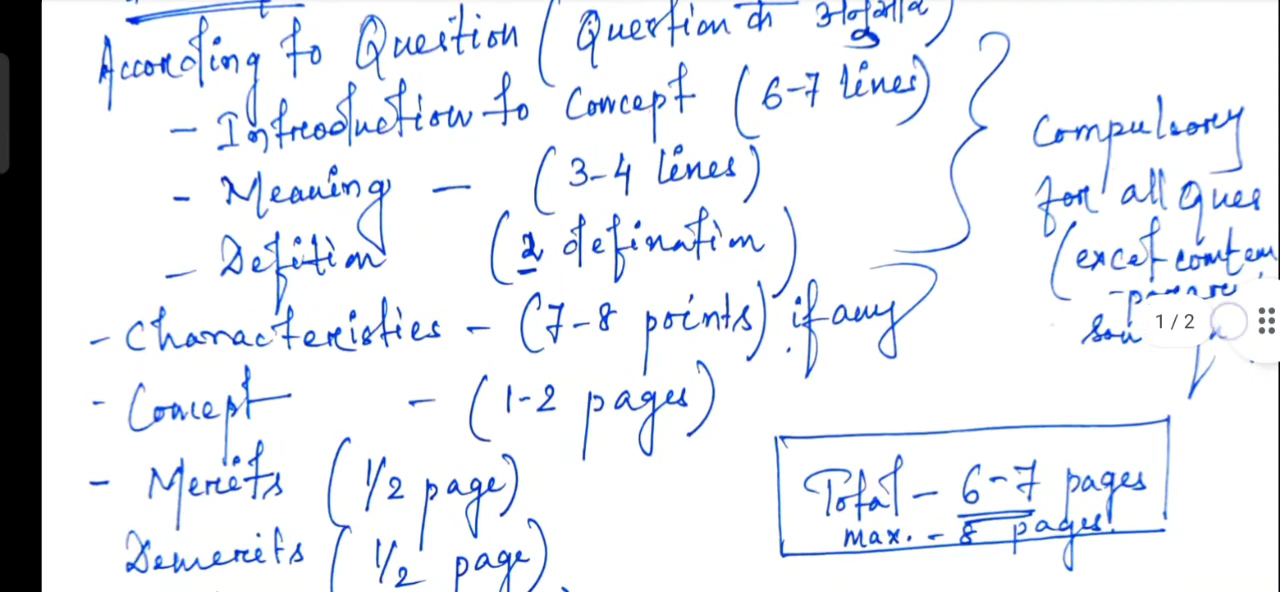 According to Question ( Question के अनुसार )
- Introduction to Concept ( 6-7 lines )
- Meaning - ( 3-4 lines )
- Defition ( 2 defination )
- Characteristics - ( 7-8 points ) if any
- Concept - ( 1-2 pages )
- Merits ( 1/2 page )
Demerits ( 1/2 page )
Compulsory
for all ques
( excet contem
1 / 2
Total - 6-7 pages
max. - 8 pages